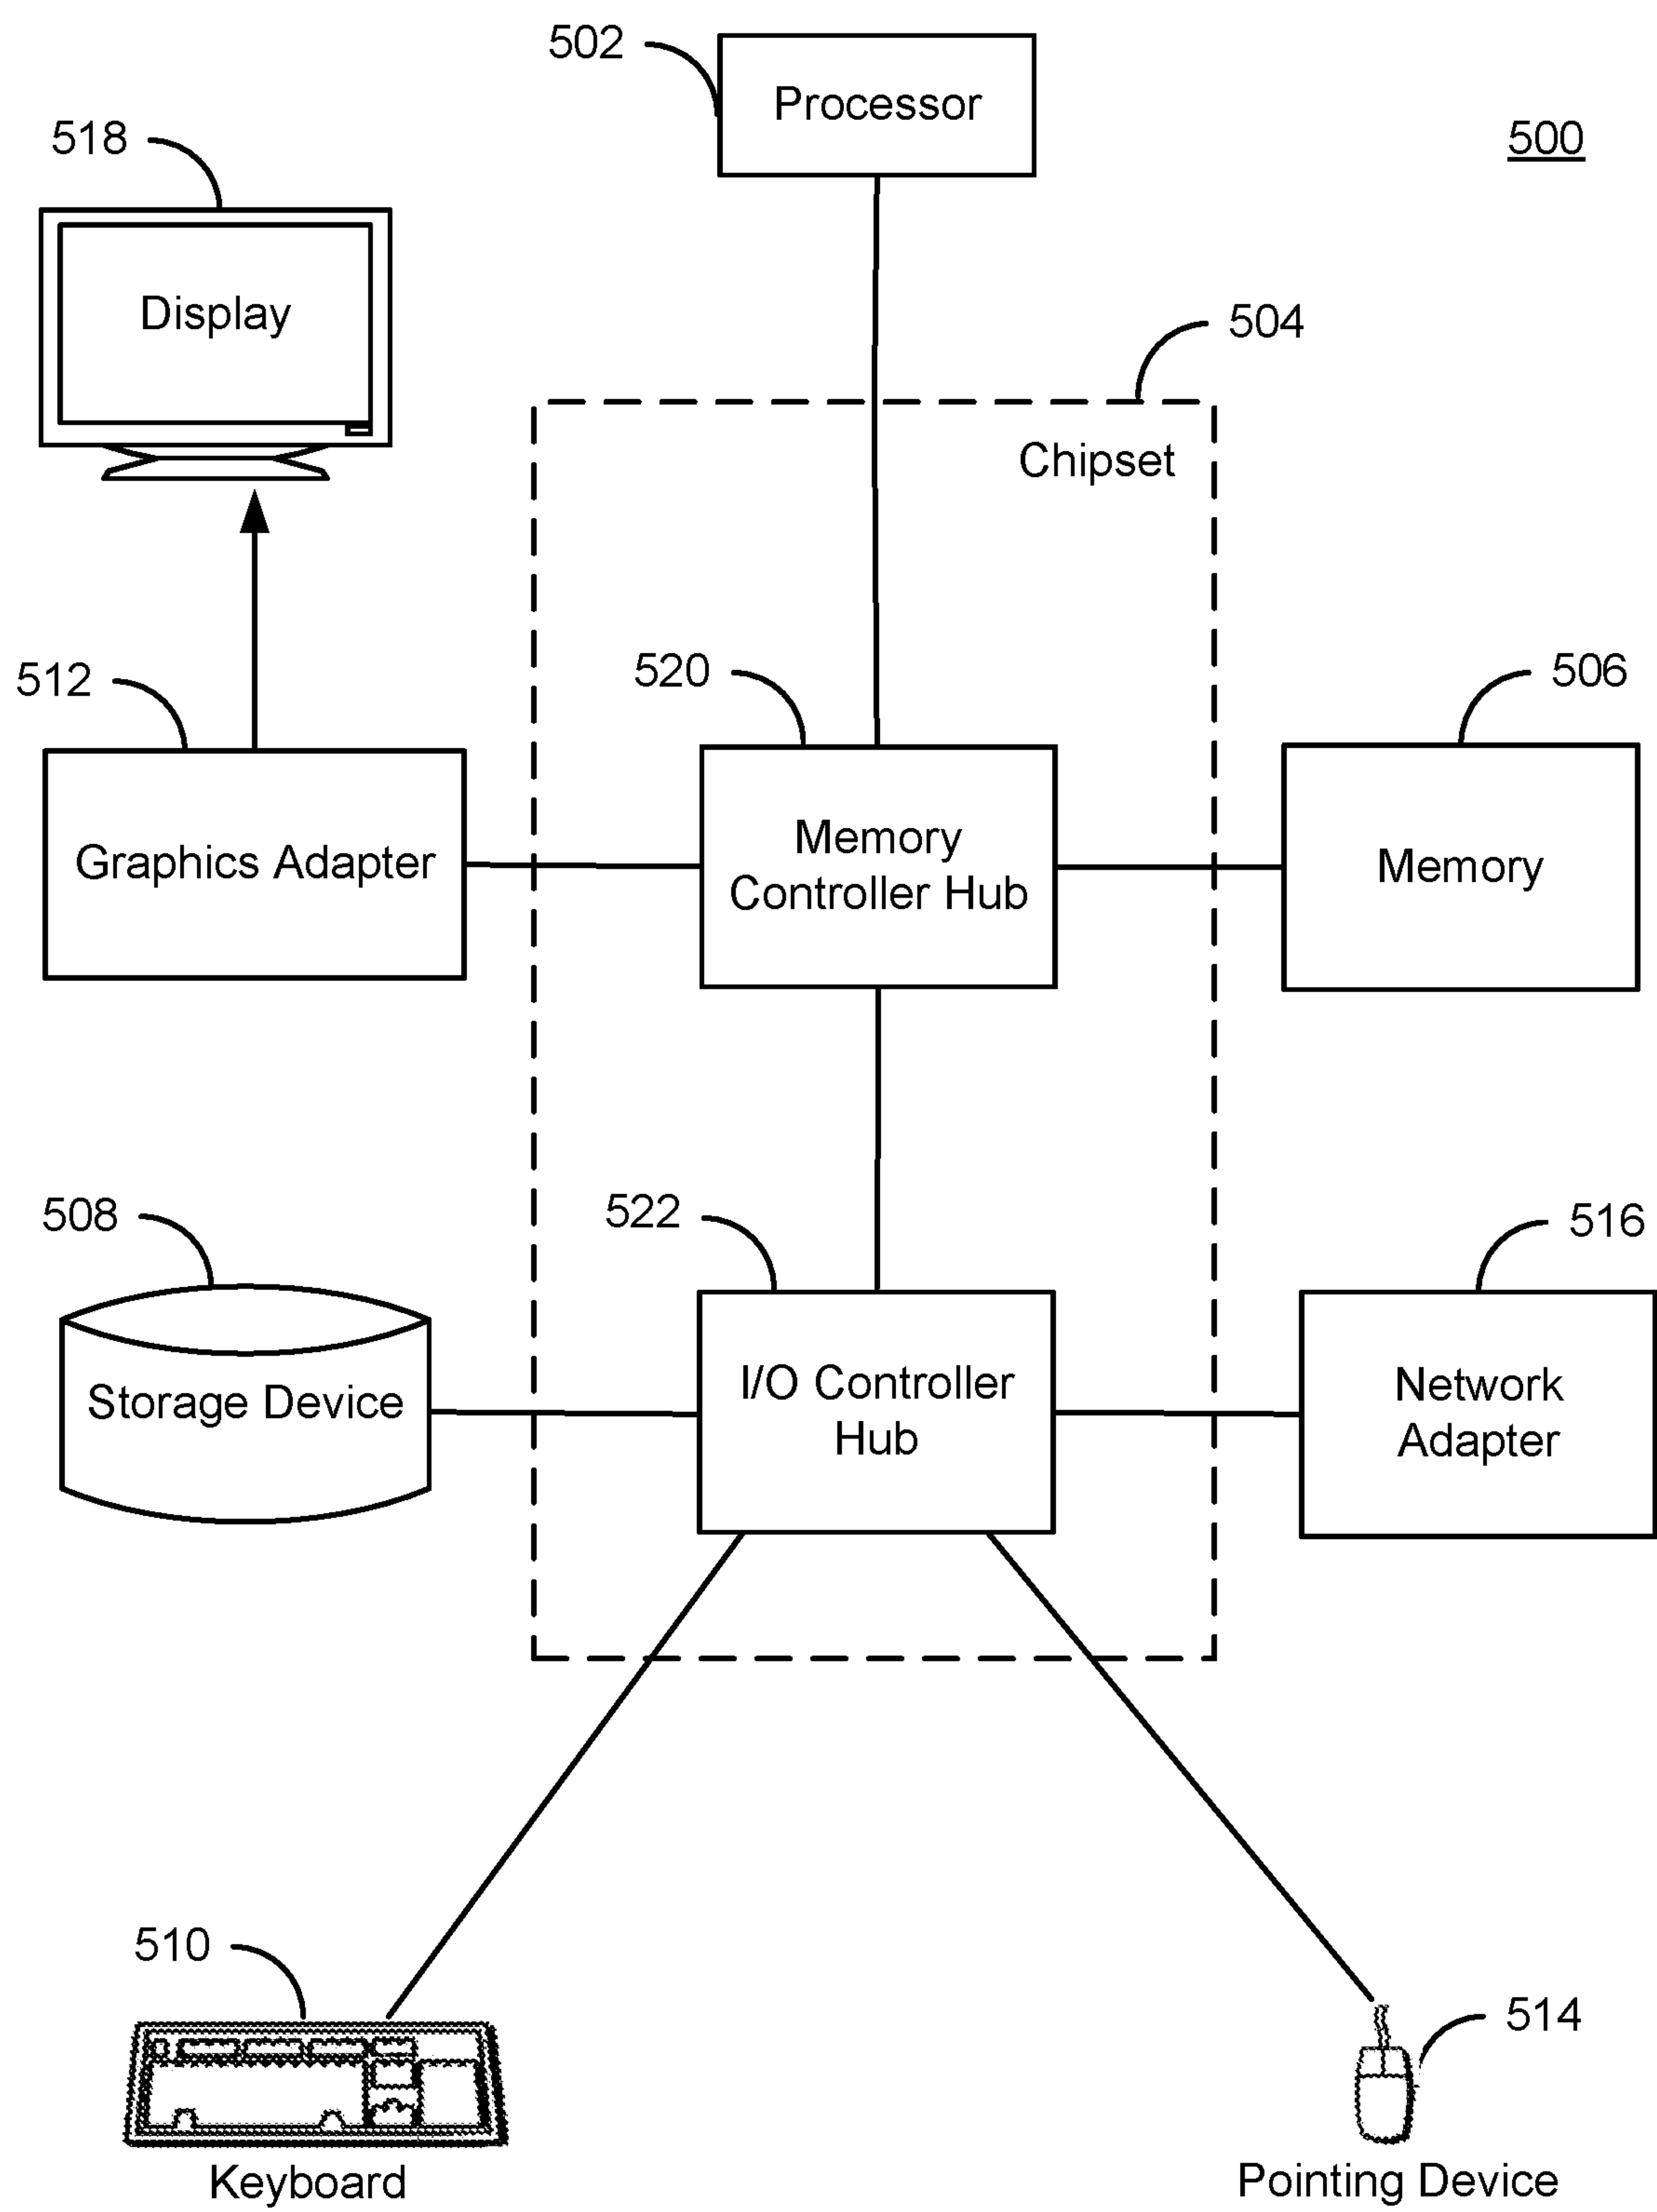 502
Processor
500
518
Display
504
Chipset
512
520
506
Graphics Adapter
Memory
Controller Hub
Memory
508
522
516
Storage Device
I/O Controller
Hub
Network
Adapter
510
514
Keyboard
Pointing Device